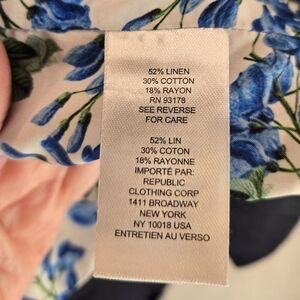 52% LINEN
30% COTTON
18% RAYON
RN 93178
SEE REVERSE
FOR CARE
52% LIN
30% COTON
18% RAYONNE
IMPORTÉ PAR:
REPUBLIC
CLOTHING CORP
1411 BROADWAY
NEW YORK
NY 10018 USA
ENTRETIEN AU VERSO